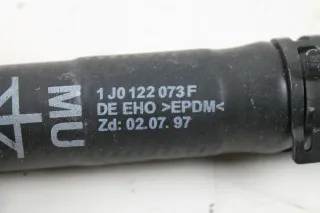 1 J0 122 073 F
DE EHO >EPDM<
Zd: 02.07. 97
MU